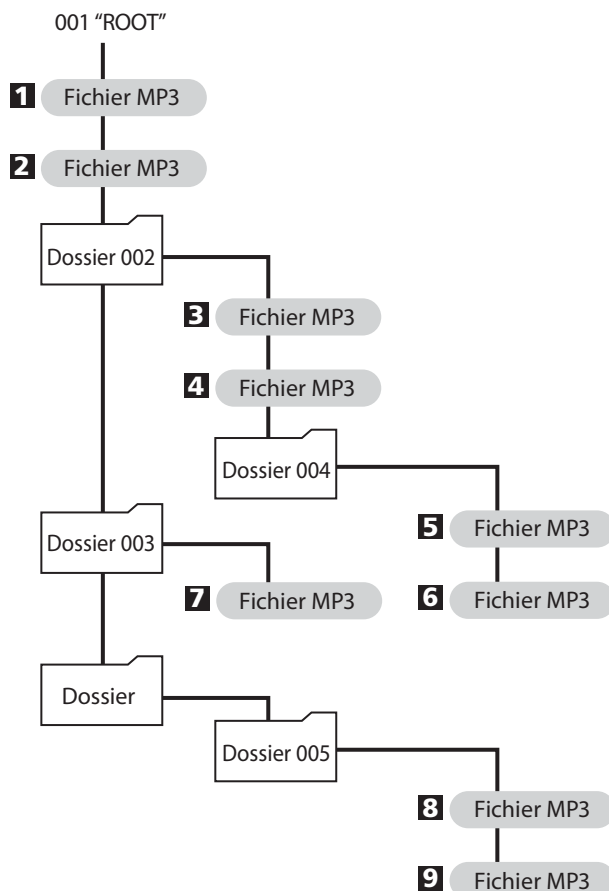 001 “ROOT”
1 Fichier MP3
2 Fichier MP3
Dossier 002
3 Fichier MP3
4 Fichier MP3
Dossier 004
5 Fichier MP3
Dossier 003
7 Fichier MP3
6 Fichier MP3
Dossier
Dossier 005
8 Fichier MP3
9 Fichier MP3